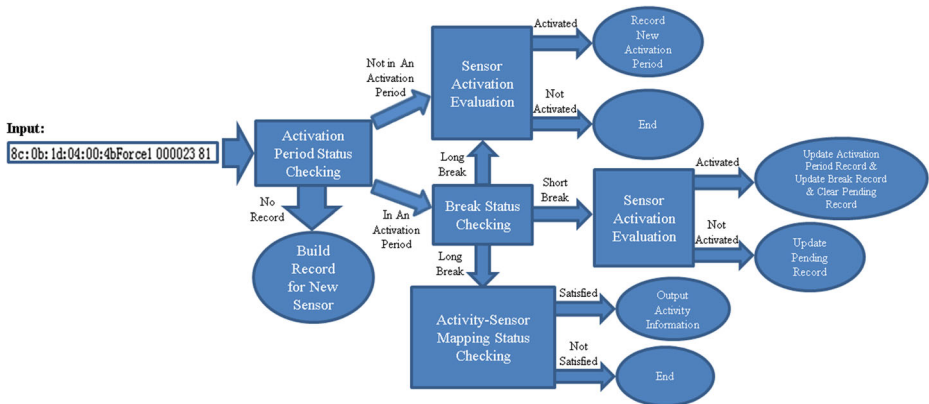 Input:
8c:0b:1d:04:00:4bForce1 000023 81
Activation
Period Status
Checking
No
Record
Build
Record
for New
Sensor
Not in An
Activation
Period
In An
Activation
Period
Sensor
Activation
Evaluation
Activated
Record
New
Activation
Period
Not
Activated
End
Long
Break
Break Status
Checking
Short
Break
Sensor
Activation
Evaluation
Activated
Update Activation
Period Record &
Update Break Record
& Clear Pending
Record
Not
Activated
Update
Pending
Record
Long
Break
Activity-Sensor
Mapping Status
Checking
Satisfied
Output
Activity
Information
Not
Satisfied
End